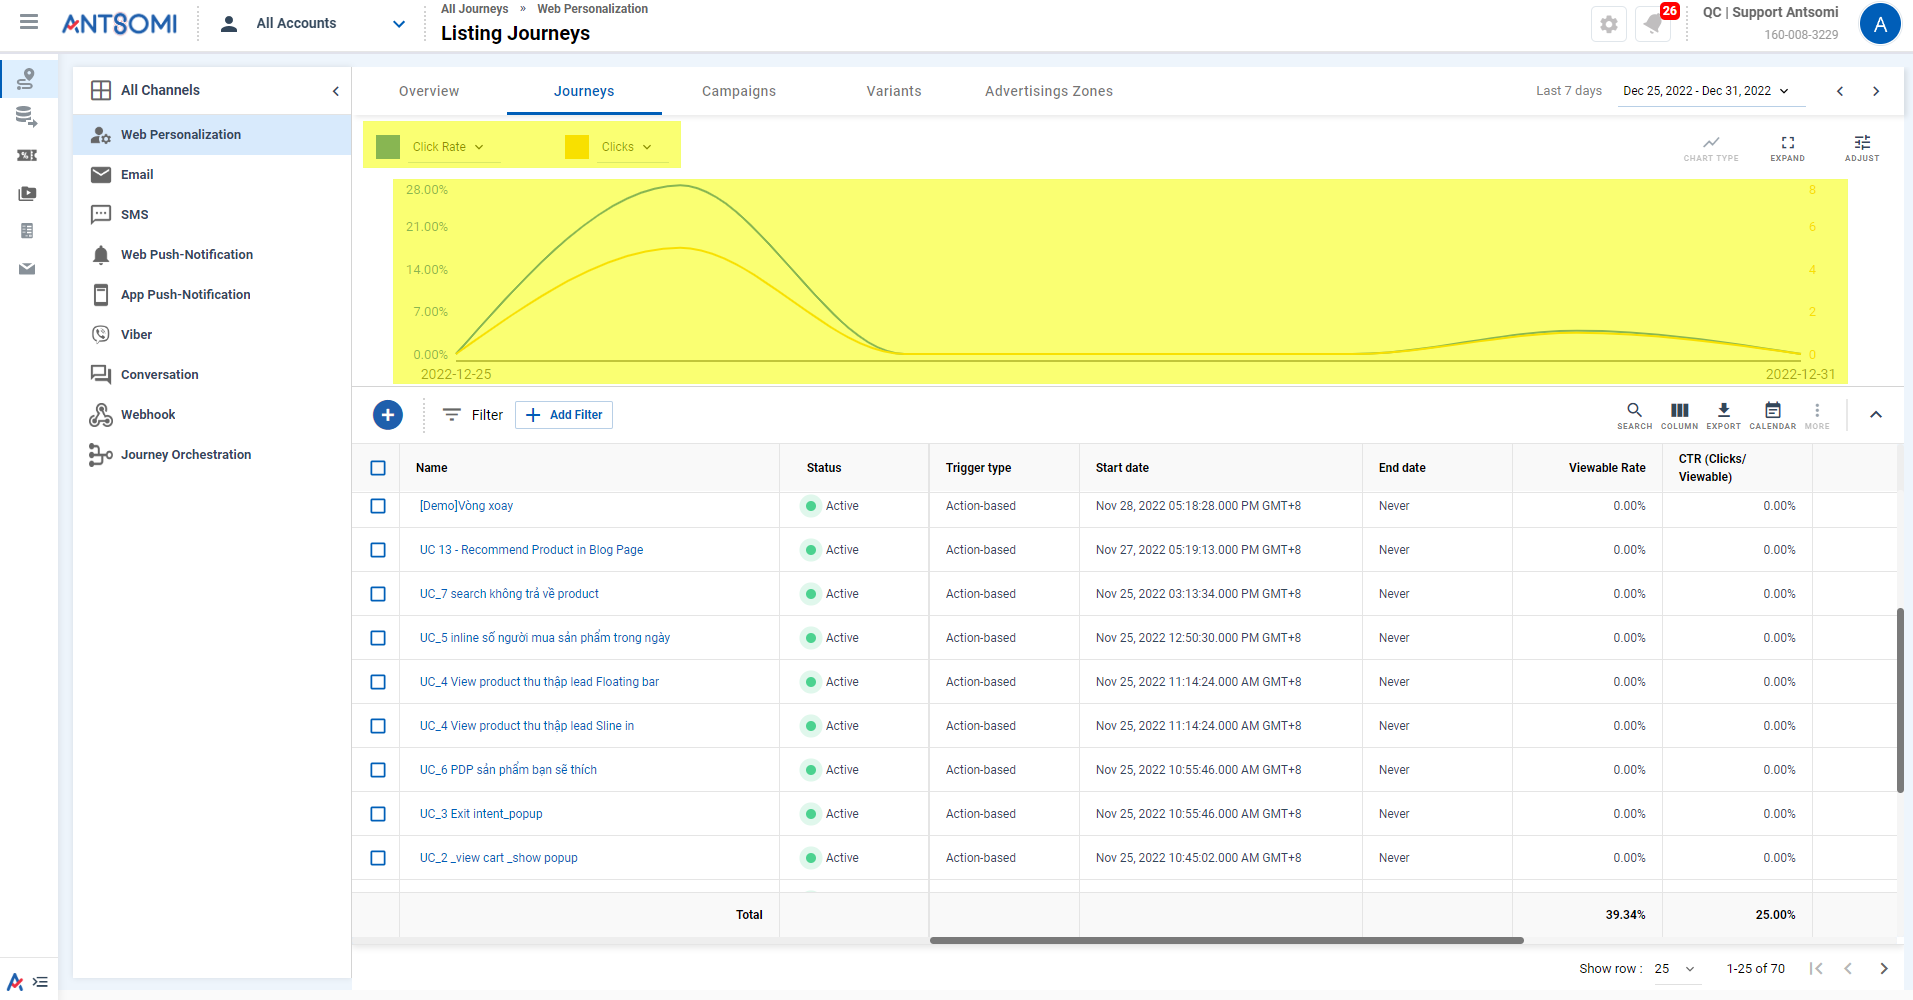 ANTSOMI
All Accounts
All Journeys » Web Personalization
Listing Journeys
26
QC | Support Antsomi
160-008-3229
A
All Channels
Web Personalization
Email
SMS
Web Push-Notification
App Push-Notification
Viber
Conversation
Webhook
Journey Orchestration
Overview
Journeys
Campaigns
Variants
Advertisings Zones
Last 7 days
Dec 25, 2022 - Dec 31, 2022
Click Rate
Clicks
CHART TYPE
EXPAND
ADJUST
28.00%
21.00%
14.00%
7.00%
0.00%
8
6
4
2
0
2022-12-25
2022-12-31
Filter
Add Filter
SEARCH
COLUMN
EXPORT
CALENDAR
MORE
Name Status Trigger type Start date End date Viewable Rate CTR (Clicks/
Viewable)
[Demo]Vòng xoay Active Action-based Nov 28, 2022 05:18:28.000 PM GMT+8 Never 0.00% 0.00%
UC 13 - Recommend Product in Blog Page Active Action-based Nov 27, 2022 05:19:13.000 PM GMT+8 Never 0.00% 0.00%
UC_7 search không trả về product Active Action-based Nov 25, 2022 03:13:34.000 PM GMT+8 Never 0.00% 0.00%
UC_5 inline số người mua sản phẩm trong ngày Active Action-based Nov 25, 2022 12:50:30.000 PM GMT+8 Never 0.00% 0.00%
UC_4 View product thu thập lead Floating bar Active Action-based Nov 25, 2022 11:14:24.000 AM GMT+8 Never 0.00% 0.00%
UC_4 View product thu thập lead Sline in Active Action-based Nov 25, 2022 11:14:24.000 AM GMT+8 Never 0.00% 0.00%
UC_6 PDP sản phẩm bạn sẽ thích Active Action-based Nov 25, 2022 10:55:46.000 AM GMT+8 Never 0.00% 0.00%
UC_3 Exit intent_popup Active Action-based Nov 25, 2022 10:55:46.000 AM GMT+8 Never 0.00% 0.00%
UC_2 _view cart _show popup Active Action-based Nov 25, 2022 10:45:02.000 AM GMT+8 Never 0.00% 0.00%
Total 39.34% 25.00%
Show row : 25 1-25 of 70